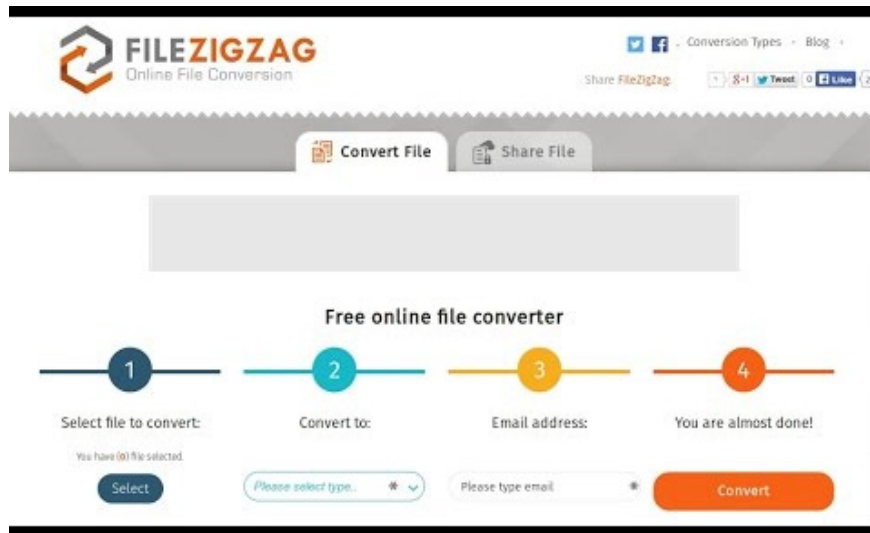 FILEZIGZAG
Online File Conversion
Conversion Types - Blog
Share FileZigZag:
g+1 Tweet 0 Like 2
Convert File
Share File
Free online file converter
1 2 3 4
Select file to convert: Convert to: Email address: You are almost done!
You have (0) file selected.
Select Please select type.. * Please type email * Convert